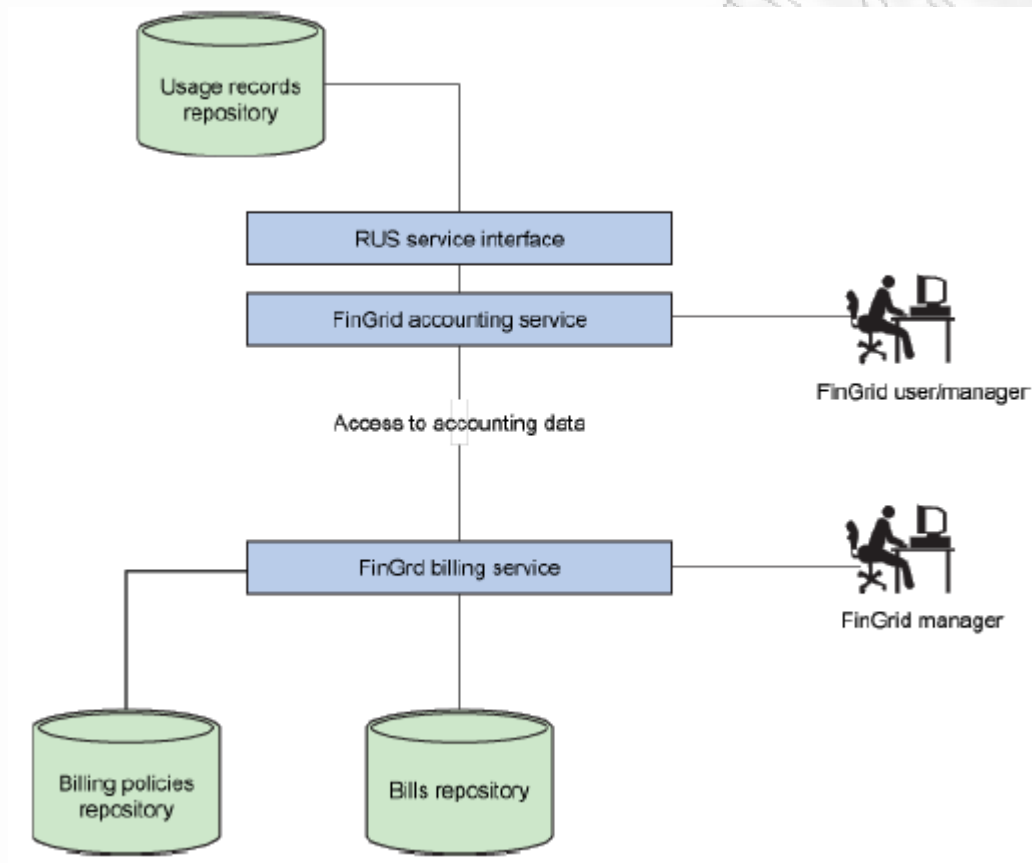 Usage records
repository
RUS service interface
FinGrid accounting service
FinGrid user/manager
Access to accounting data
FinGrd billing service
FinGrid manager
Billing policies
repository
Bills repository